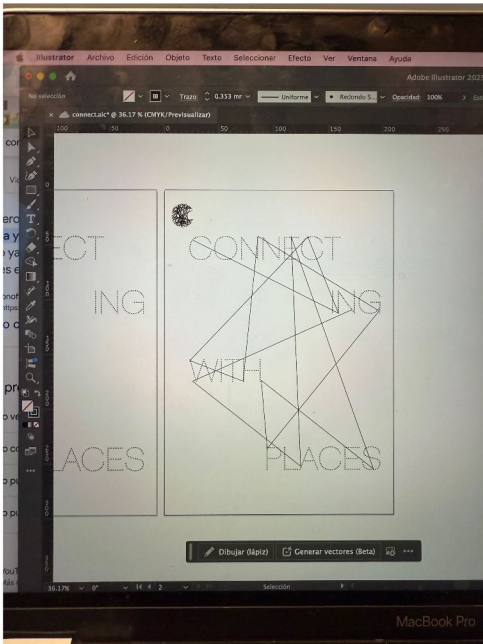 Illustrator Archivo Edición Objeto Texto Seleccionar Efecto Ver Ventana Ayuda
Adobe Illustrator 2025
No selección Trazo: 0.353 mm Uniforme Redondo S... Opacidad: 100%
× connect.aic* @ 36.17 % (CMYK/Previsualizar)
100 50 0 50 100 150 200 250
ECT
CONNECT
ING
ING
WITH
LACES
PLACES
Dibujar (lápiz) Generar vectores (Beta)
36.17% 0° 2 Selección
MacBook Pro